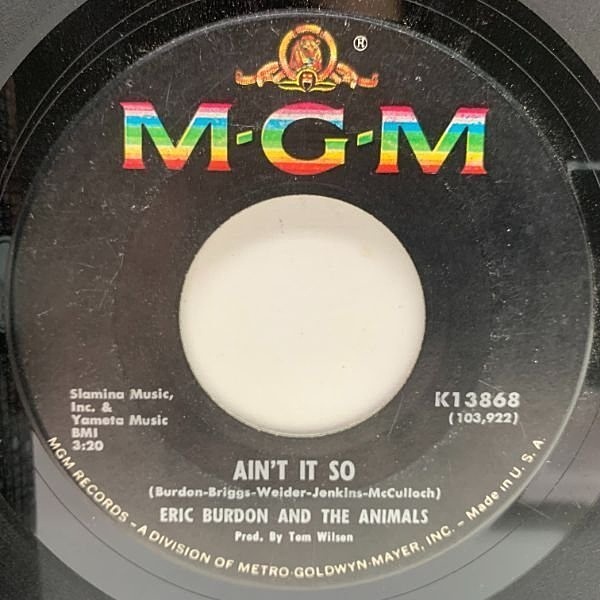 ®
M·G·M
Slamina Music,
Inc. &
Yameta Music
BMI
3:20
K13868
(103,922)
AIN'T IT SO
(Burdon-Briggs-Weider-Jenkins-McCulloch)
ERIC BURDON AND THE ANIMALS
Prod. By Tom Wilson
MGM RECORDS - A DIVISION OF METRO-GOLDWYN-MAYER, INC. - Made in U. S. A.